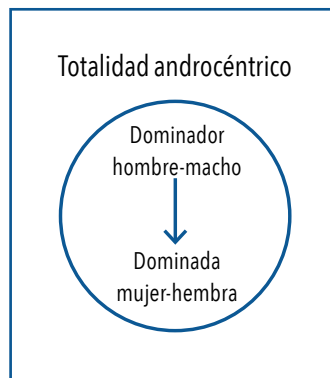 Totalidad androcéntrico
Dominador
hombre-macho
Dominada
mujer-hembra